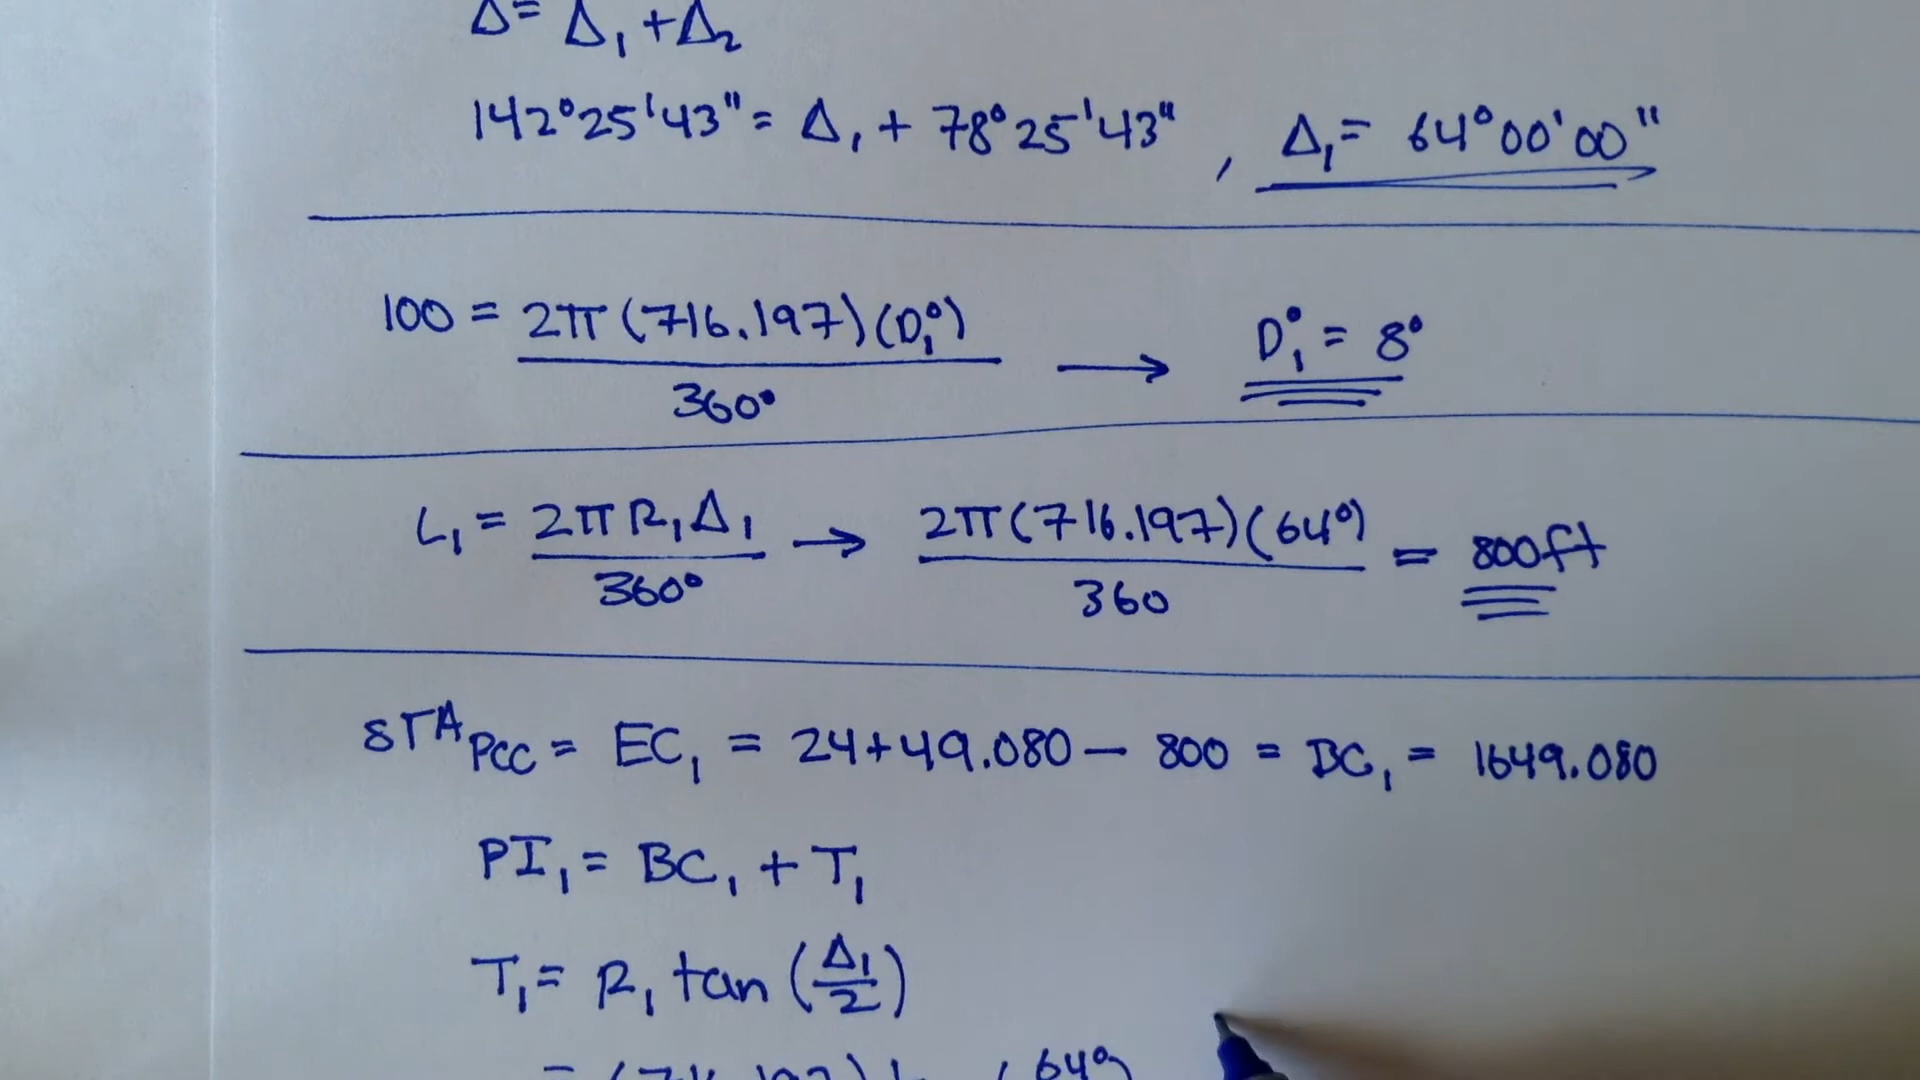 Δ = Δ₁ + Δ₂
142°25'43" = Δ₁ + 78°25'43" , Δ₁ = 64°00'00"
100 = 2π(716.197)(D₁°) / 360° → D₁° = 8°
L₁ = 2πR₁Δ₁ / 360° → 2π(716.197)(64°) / 360 = 800ft
STA PCC = EC₁ = 24+49.080 – 800 = BC₁ = 1649.080
PI₁ = BC₁ + T₁
T₁ = R₁ tan (Δ₁/2)